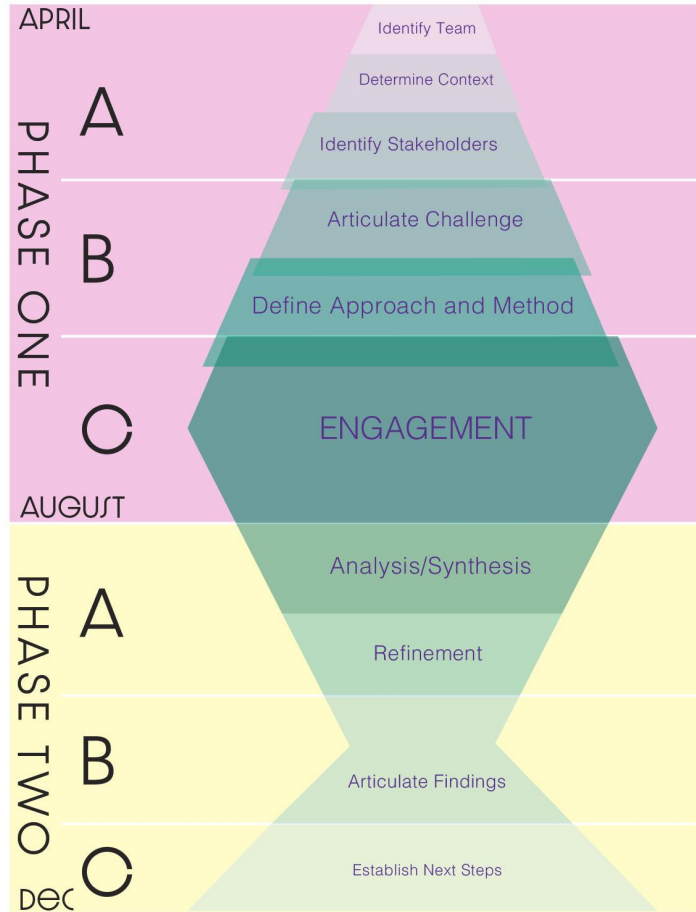 APRIL
PHASE ONE
A
Identify Team
Determine Context
Identify Stakeholders
B
Articulate Challenge
Define Approach and Method
C
ENGAGEMENT
AUGUST
PHASE TWO
A
Analysis/Synthesis
Refinement
B
Articulate Findings
C
Establish Next Steps
DEC